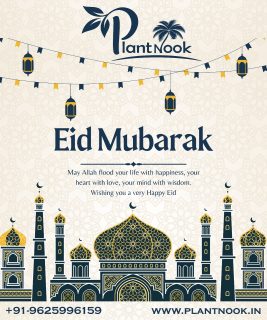 PlantNook
Eid Mubarak
May Allah flood your life with happiness, your
heart with love, your mind with wisdom.
Wishing you a very Happy Eid
+91-9625996159 WWW.PLANTNOOK.IN